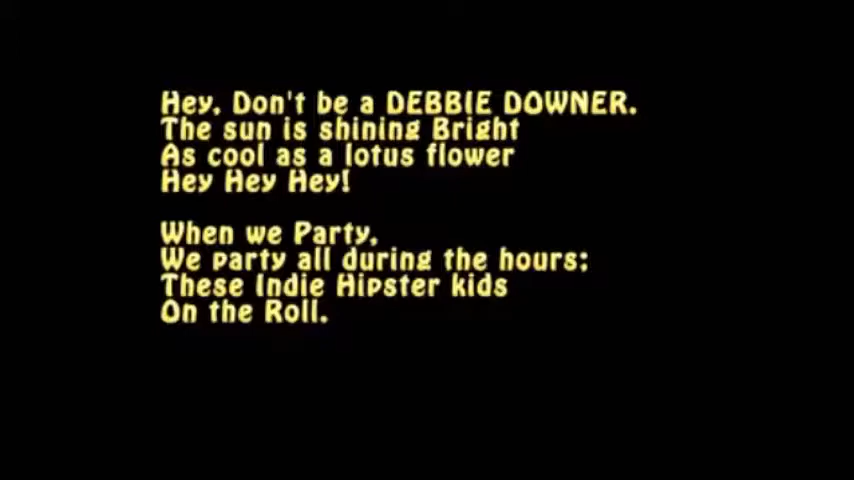 Hey, Don't be a DEBBIE DOWNER.
The sun is shining Bright
As cool as a lotus flower
Hey Hey Hey!
When we Party,
We party all during the hours;
These Indie Hipster kids
On the Roll.